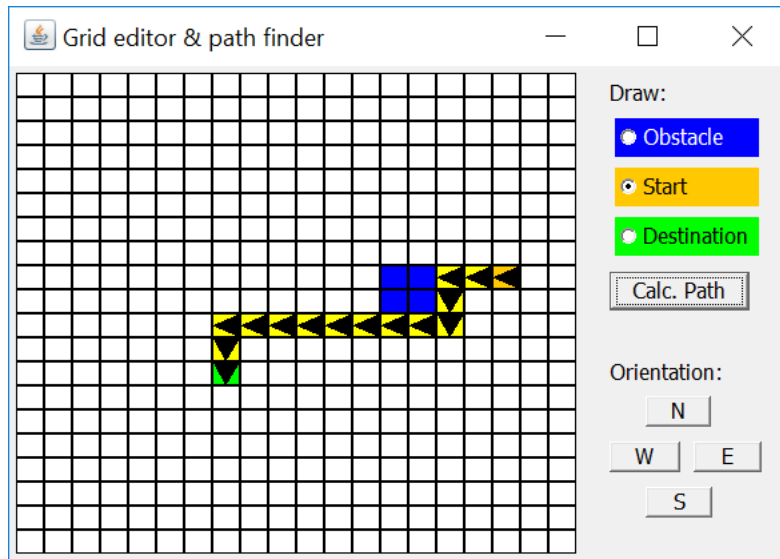 Grid editor & path finder
Draw:
Obstacle
Start
Destination
Calc. Path
Orientation:
N
W E
S